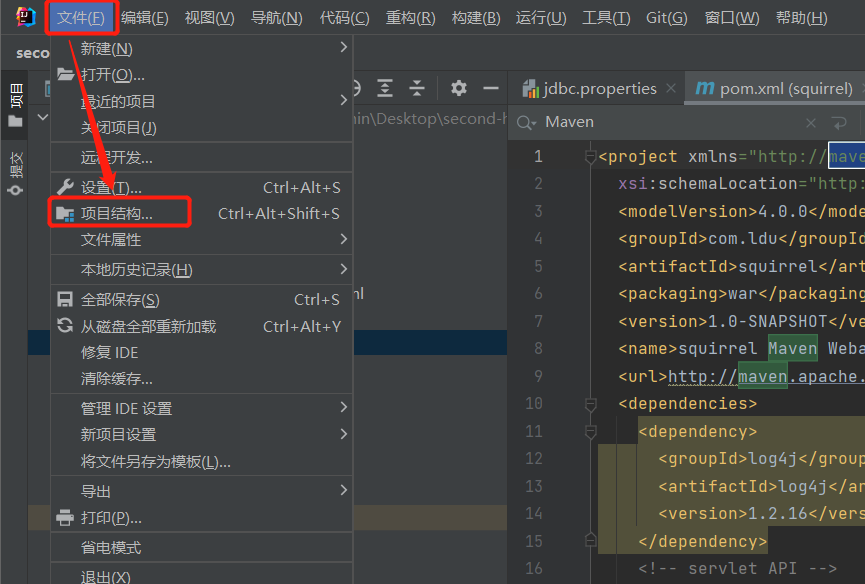 文件(F) 编辑(E) 视图(V) 导航(N) 代码(C) 重构(R) 构建(B) 运行(U) 工具(T) Git(G) 窗口(W) 帮助(H)
seco
项目
提交
新建(N)
打开(O)...
最近的项目
关闭项目(J)
远程开发...
设置(T)... Ctrl+Alt+S
项目结构... Ctrl+Alt+Shift+S
文件属性
本地历史记录(H)
全部保存(S) Ctrl+S
从磁盘全部重新加载 Ctrl+Alt+Y
修复 IDE
清除缓存...
管理 IDE 设置
新项目设置
将文件另存为模板(L)...
导出
打印(P)...
省电模式
退出(X)
in\Desktop\second-h
ml
jdbc.properties
pom.xml (squirrel)
Maven
1 <project xmlns="http://mave
2 xsi:schemaLocation="http:
3 <modelVersion>4.0.0</mode
4 <groupId>com.ldu</groupId
5 <artifactId>squirrel</art
6 <packaging>war</packaging
7 <version>1.0-SNAPSHOT</ve
8 <name>squirrel Maven Weba
9 <url>http://maven.apache.
10 <dependencies>
11 <dependency>
12 <groupId>log4j</group
13 <artifactId>log4j</ar
14 <version>1.2.16</vers
15 </dependency>
16 <!-- servlet API -->